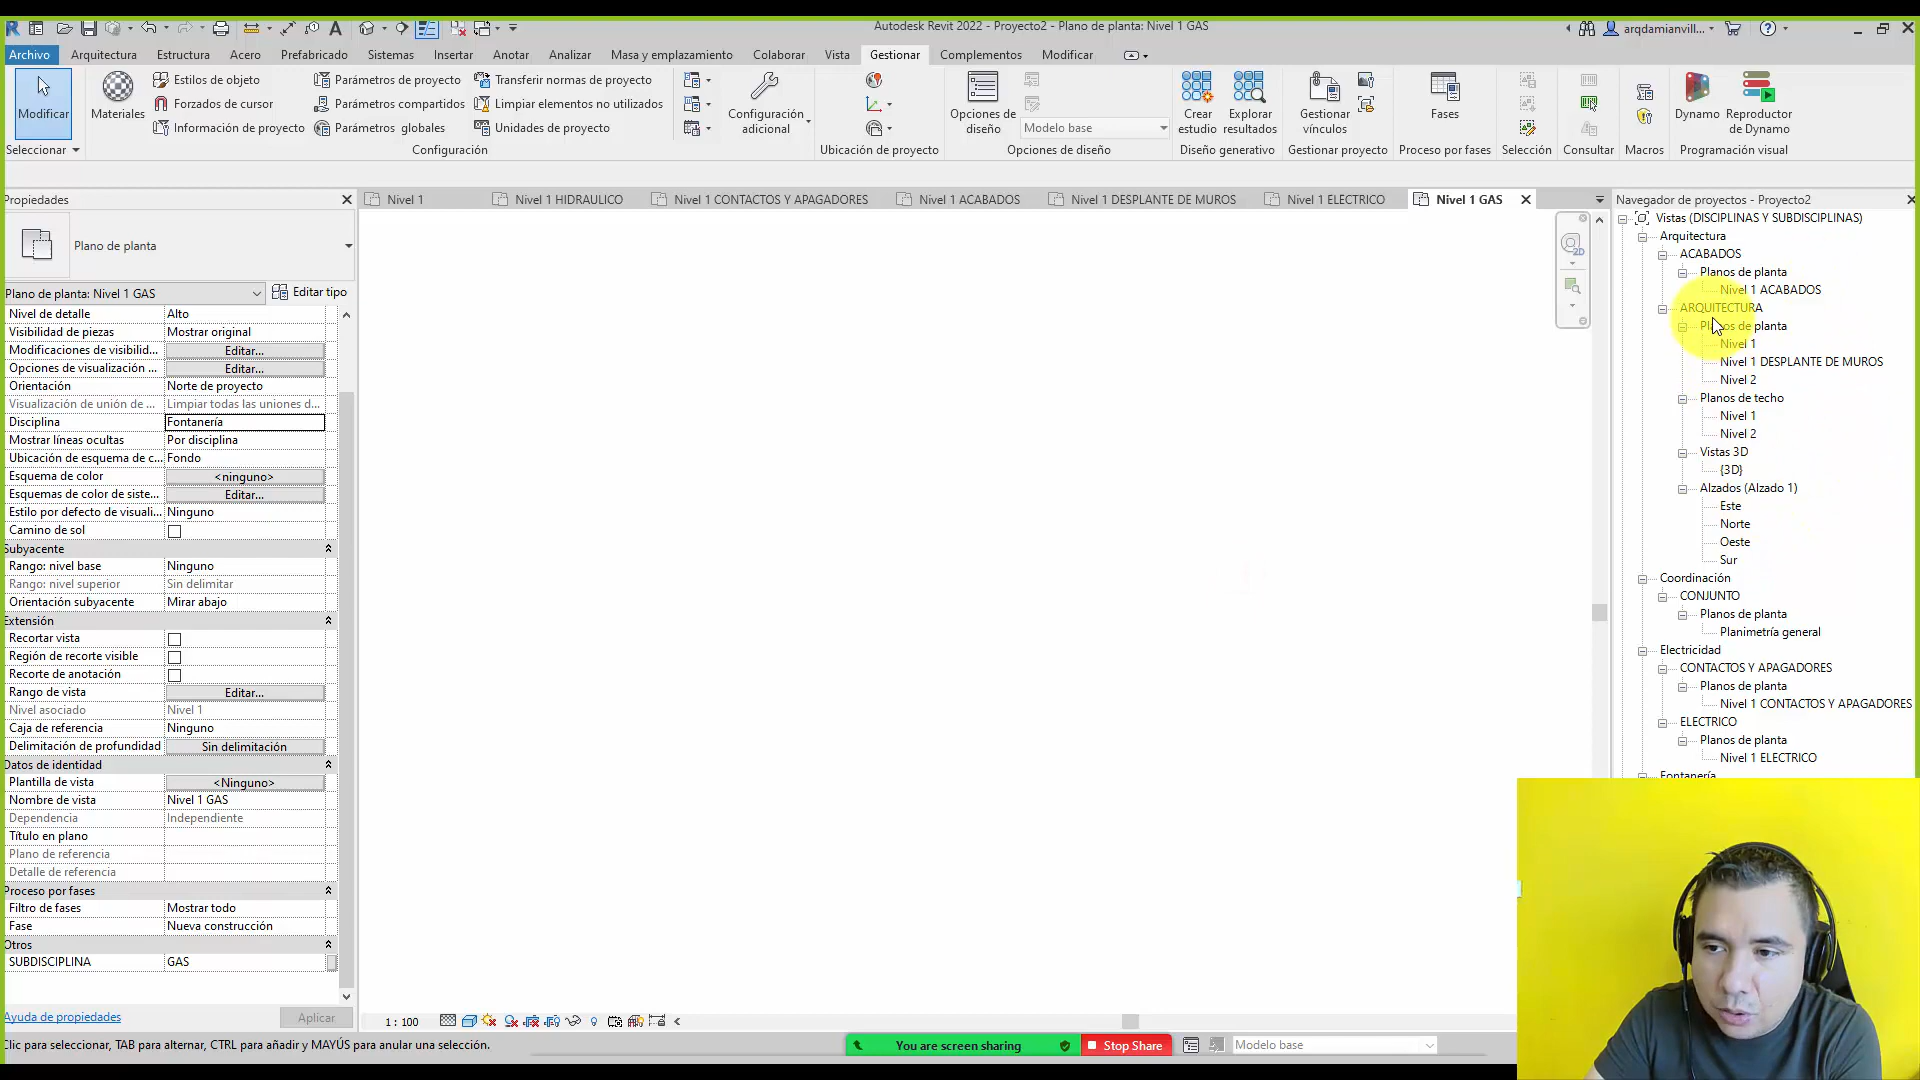 Autodesk Revit 2022 - Proyecto2 - Plano de planta: Nivel 1 GAS
arqdamianvill...
Archivo Arquitectura Estructura Acero Prefabricado Sistemas Insertar Anotar Analizar Masa y emplazamiento Colaborar Vista Gestionar Complementos Modificar
Modificar
Materiales
Estilos de objeto
Forzados de cursor
Información de proyecto
Parámetros de proyecto
Parámetros compartidos
Parámetros globales
Transferir normas de proyecto
Limpiar elementos no utilizados
Unidades de proyecto
Configuración
adicional
Opciones de
diseño
Modelo base
Crear
estudio
Explorar
resultados
Gestionar
vínculos
Fases
Dynamo
Reproductor
de Dynamo
Seleccionar
Configuración
Ubicación de proyecto
Opciones de diseño
Diseño generativo
Gestionar proyecto
Proceso por fases
Selección
Consultar
Macros
Programación visual
Propiedades
Plano de planta
Plano de planta: Nivel 1 GAS
Editar tipo
Nivel de detalle Alto
Visibilidad de piezas Mostrar original
Modificaciones de visibilid... Editar...
Opciones de visualización ... Editar...
Orientación Norte de proyecto
Visualización de unión de ... Limpiar todas las uniones d...
Disciplina Fontanería
Mostrar líneas ocultas Por disciplina
Ubicación de esquema de c... Fondo
Esquema de color <ninguno>
Esquemas de color de siste... Editar...
Estilo por defecto de visuali... Ninguno
Camino de sol
Subyacente
Rango: nivel base Ninguno
Rango: nivel superior Sin delimitar
Orientación subyacente Mirar abajo
Extensión
Recortar vista
Región de recorte visible
Recorte de anotación
Rango de vista Editar...
Nivel asociado Nivel 1
Caja de referencia Ninguno
Delimitación de profundidad Sin delimitación
Datos de identidad
Plantilla de vista <Ninguno>
Nombre de vista Nivel 1 GAS
Dependencia Independiente
Título en plano
Plano de referencia
Detalle de referencia
Proceso por fases
Filtro de fases Mostrar todo
Fase Nueva construcción
Otros
SUBDISCIPLINA GAS
Ayuda de propiedades
Aplicar
Nivel 1
Nivel 1 HIDRAULICO
Nivel 1 CONTACTOS Y APAGADORES
Nivel 1 ACABADOS
Nivel 1 DESPLANTE DE MUROS
Nivel 1 ELECTRICO
Nivel 1 GAS
2D
Navegador de proyectos - Proyecto2
Vistas (DISCIPLINAS Y SUBDISCIPLINAS)
Arquitectura
ACABADOS
Planos de planta
Nivel 1 ACABADOS
ARQUITECTURA
Planos de planta
Nivel 1
Nivel 1 DESPLANTE DE MUROS
Nivel 2
Planos de techo
Nivel 1
Nivel 2
Vistas 3D
{3D}
Alzados (Alzado 1)
Este
Norte
Oeste
Sur
Coordinación
CONJUNTO
Planos de planta
Planimetría general
Electricidad
CONTACTOS Y APAGADORES
Planos de planta
Nivel 1 CONTACTOS Y APAGADORES
ELECTRICO
Planos de planta
Nivel 1 ELECTRICO
Fontanería
1 : 100
Clic para seleccionar, TAB para alternar, CTRL para añadir y MAYÚS para anular una selección.
You are screen sharing
Stop Share
Modelo base